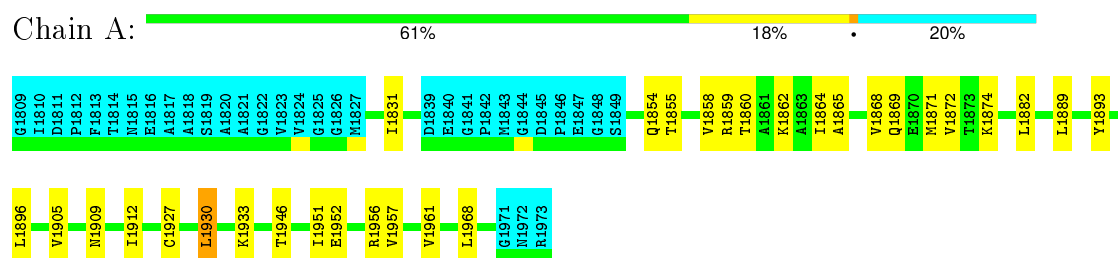 Chain A:
61% 18% • 20%
G1809 I1810 D1811 P1812 F1813 T1814 N1815 E1816 A1817 A1818 S1819 A1820 A1821 G1822 V1823 V1824 G1825 G1826 M1827 I1831 D1839 E1840 G1841 P1842 M1843 G1844 D1845 P1846 E1847 G1848 S1849 Q1854 T1855 V1858 R1859 T1860 A1861 K1862 A1863 I1864 A1865 V1868 Q1869 E1870 M1871 V1872 T1873 K1874 L1882 L1889 Y1893
L1896 V1905 N1909 I1912 C1927 L1930 K1933 T1946 I1951 E1952 R1956 V1957 V1961 L1968 G1971 N1972 R1973